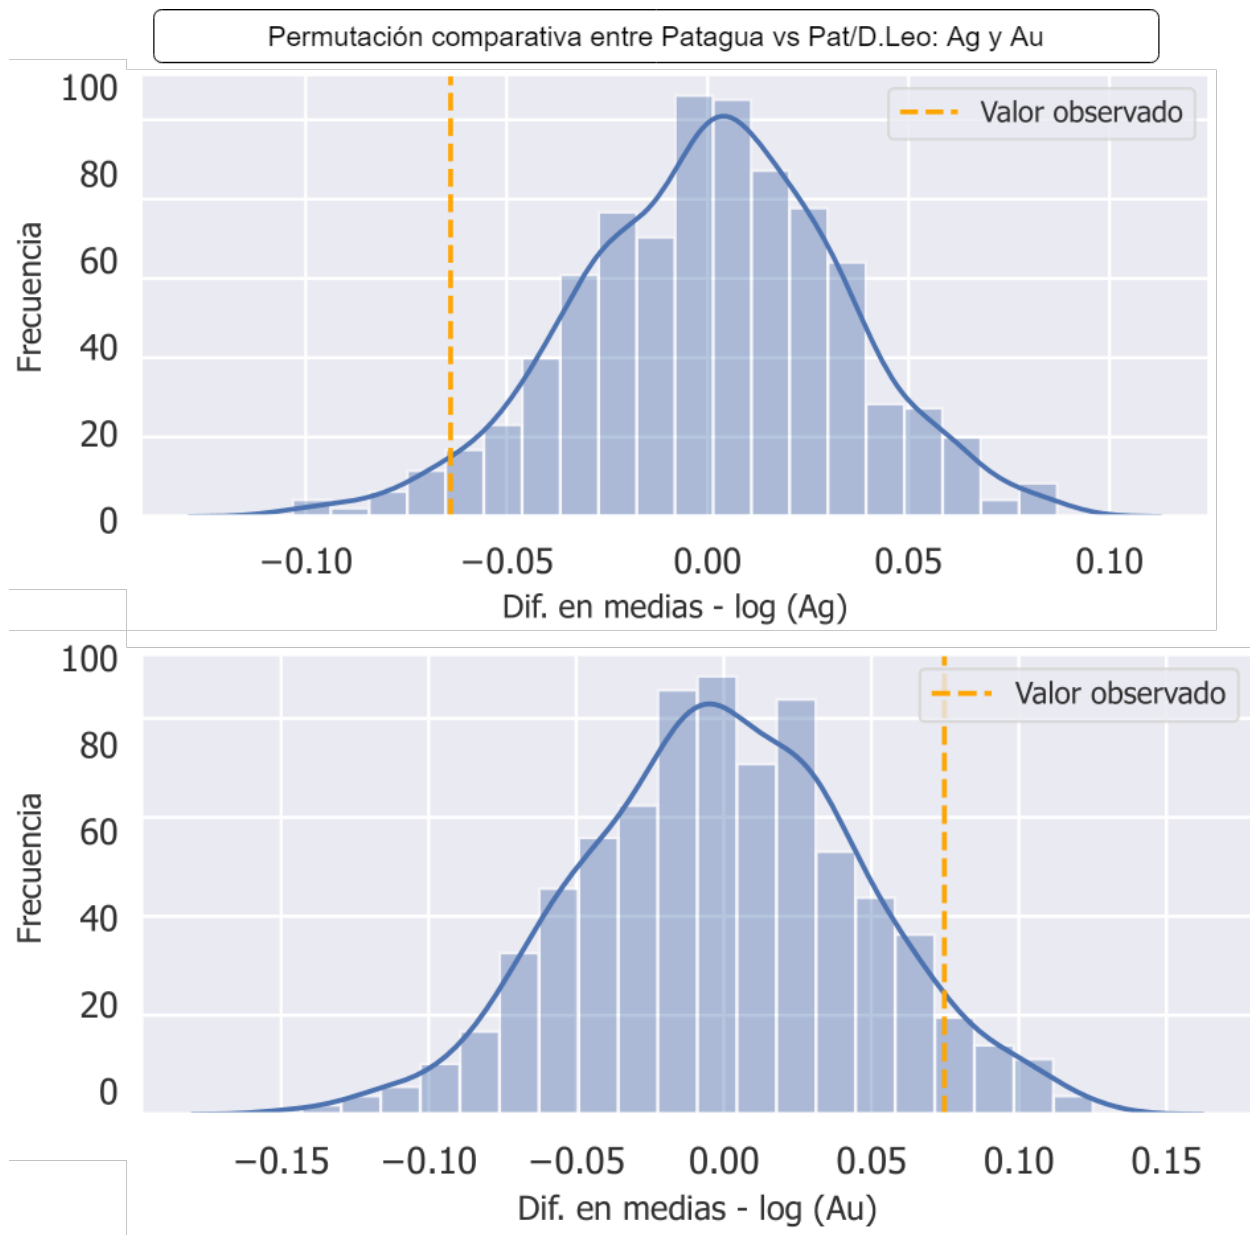 Permutación comparativa entre Patagua vs Pat/D.Leo: Ag y Au
100
80
60
40
20
0
Frecuencia
Valor observado
−0.10 −0.05 0.00 0.05 0.10
Dif. en medias - log (Ag)
100
80
60
40
20
0
Frecuencia
Valor observado
−0.15 −0.10 −0.05 0.00 0.05 0.10 0.15
Dif. en medias - log (Au)